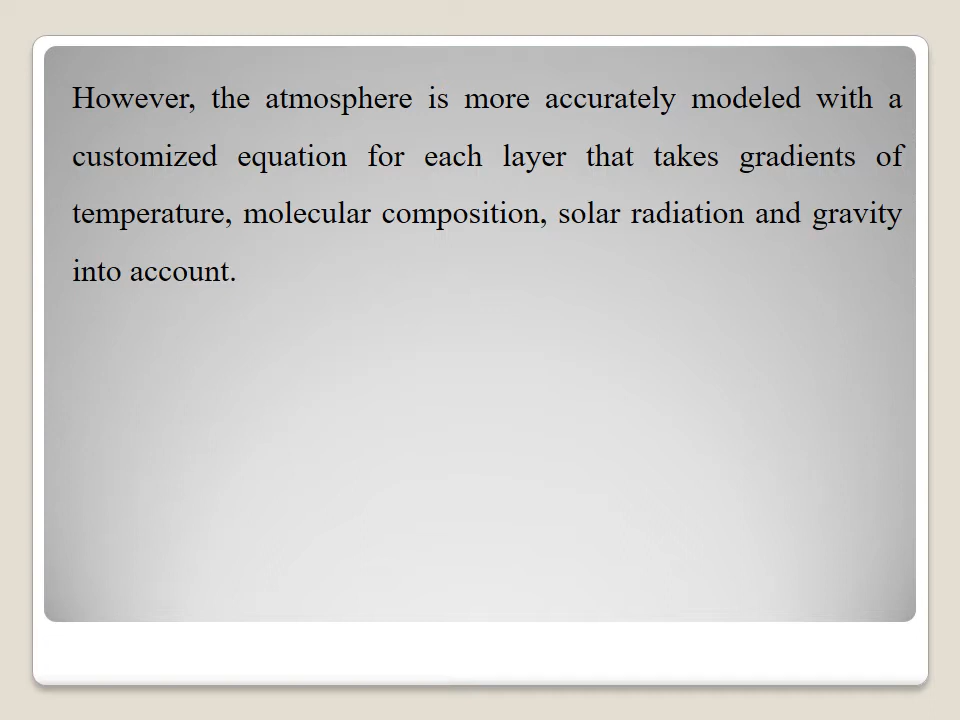 However, the atmosphere is more accurately modeled with a
customized equation for each layer that takes gradients of
temperature, molecular composition, solar radiation and gravity
into account.